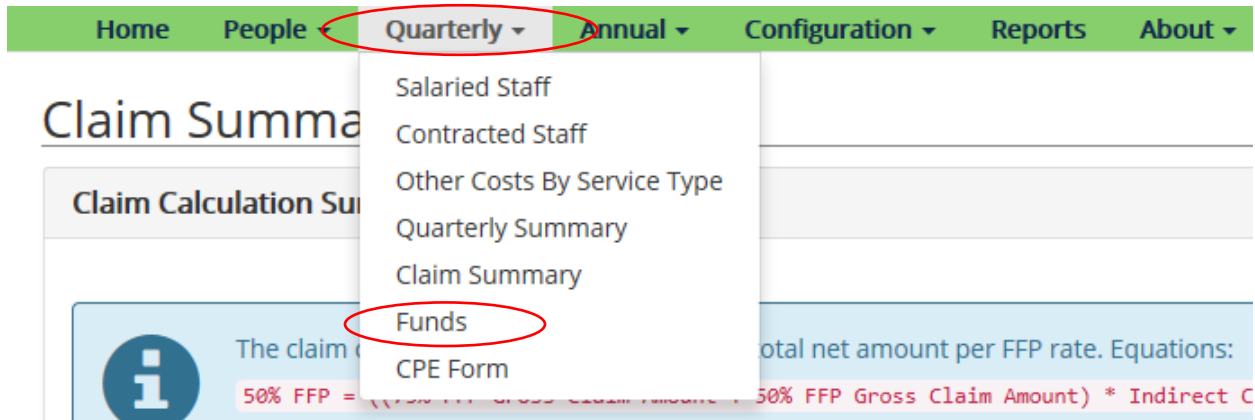 Home People Quarterly Annual Configuration Reports About
Salaried Staff
Claim Summa
Contracted Staff
Other Costs By Service Type
Claim Calculation Su
Quarterly Summary
Claim Summary
Funds
The claim otal net amount per FFP rate. Equations:
CPE Form
50% FFP = ((75% FFP Gross Claim Amount + 50% FFP Gross Claim Amount) * Indirect C